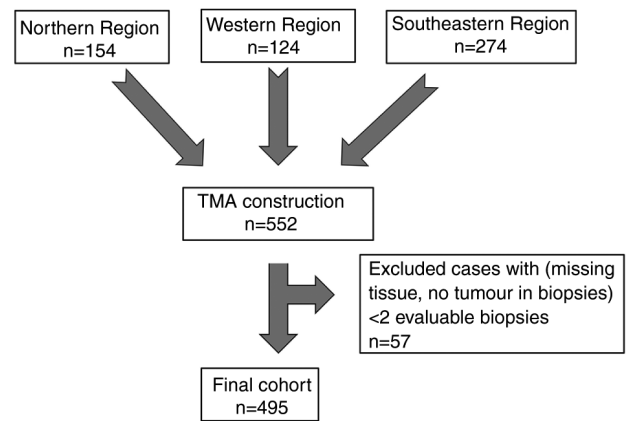 Northern Region
n=154
Western Region
n=124
Southeastern Region
n=274
TMA construction
n=552
Excluded cases with (missing
tissue, no tumour in biopsies)
<2 evaluable biopsies
n=57
Final cohort
n=495